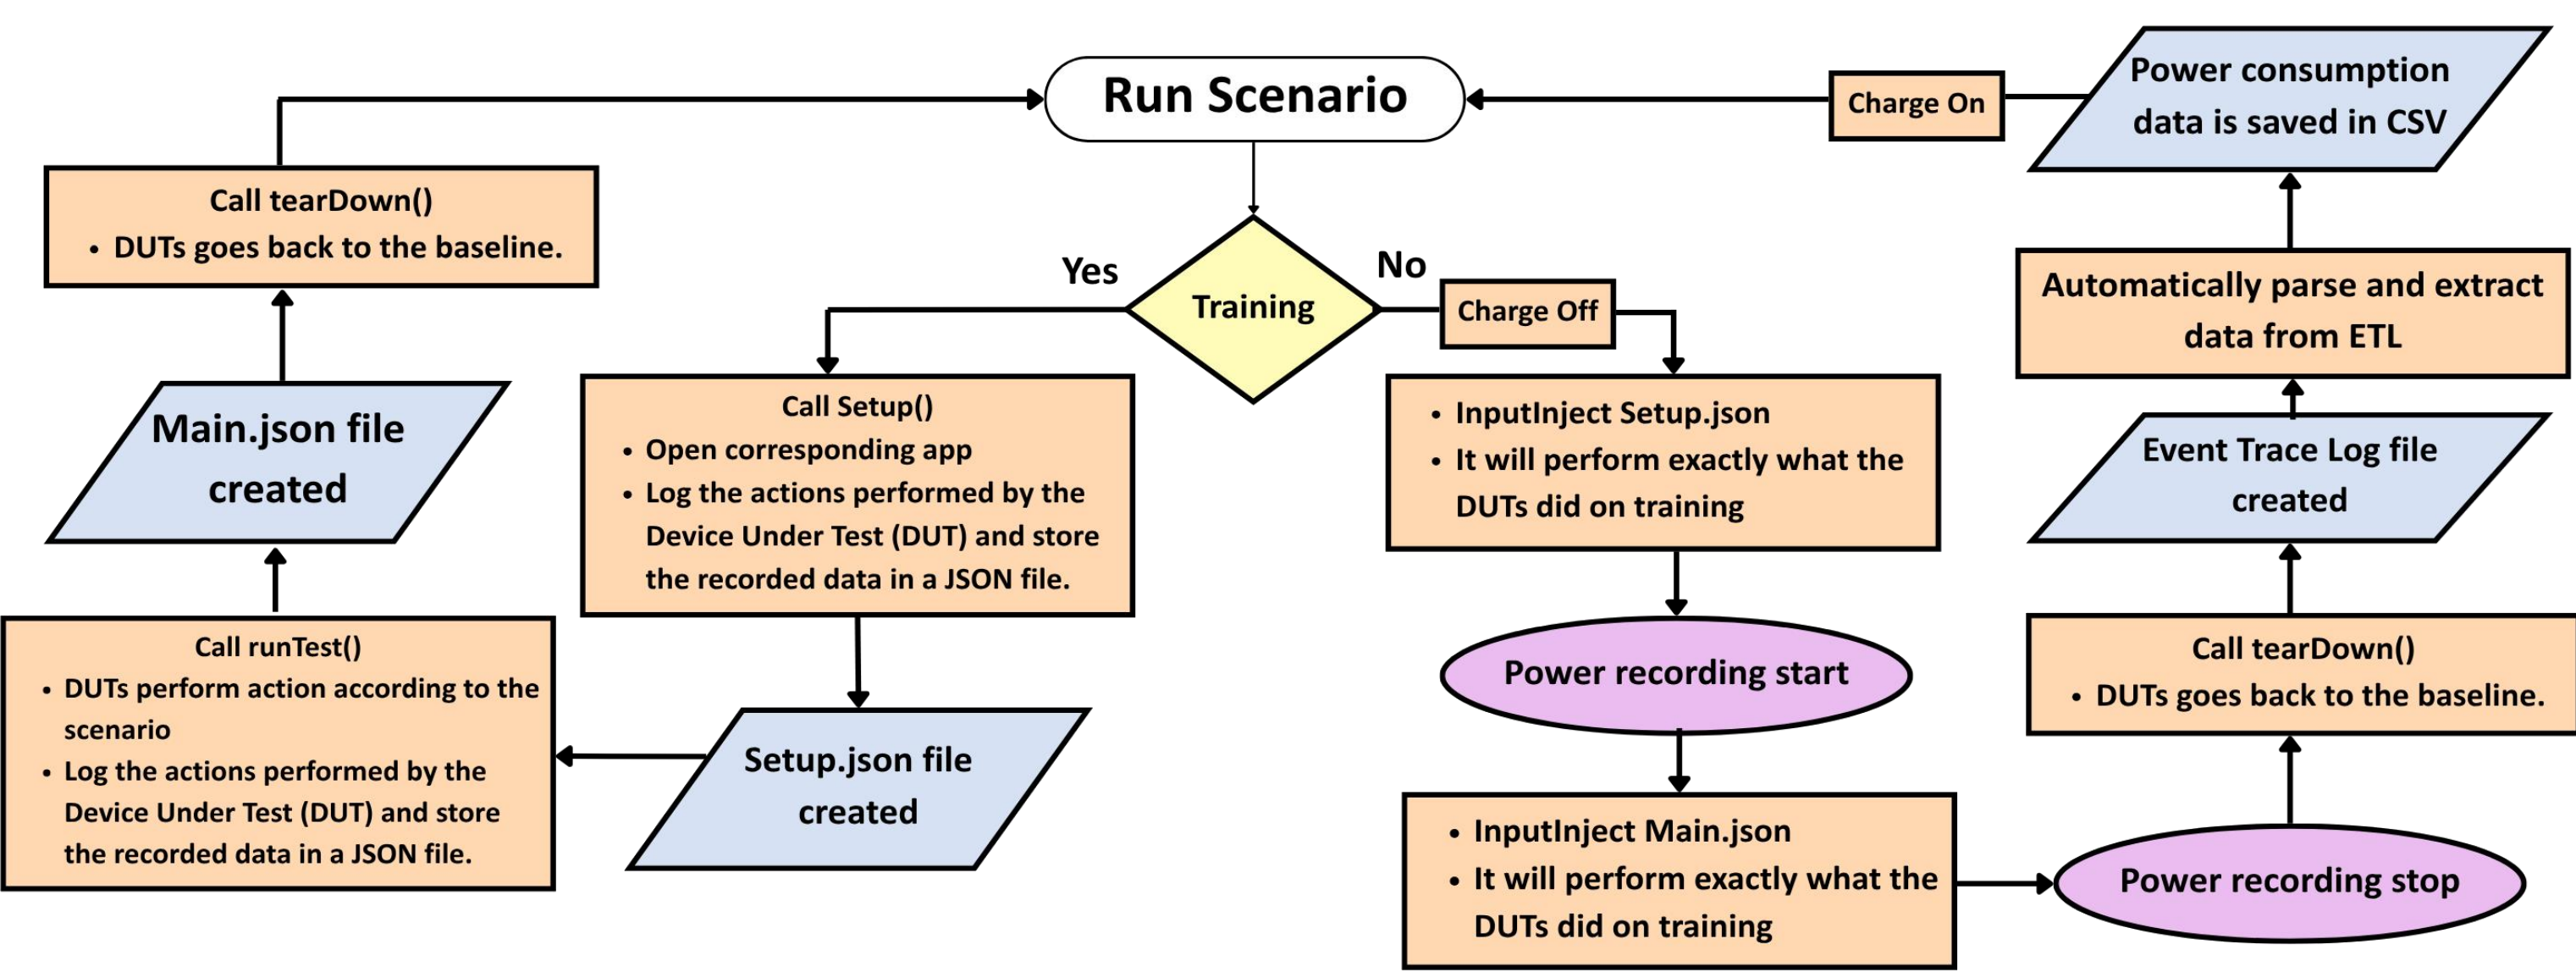 Run Scenario
Power consumption
data is saved in CSV
Charge On
Call tearDown()
• DUTs goes back to the baseline.
Yes
No
Training
Charge Off
Automatically parse and extract
data from ETL
Main.json file
created
Call Setup()
• Open corresponding app
• Log the actions performed by the
Device Under Test (DUT) and store
the recorded data in a JSON file.
• InputInject Setup.json
• It will perform exactly what the
DUTs did on training
Event Trace Log file
created
Call runTest()
• DUTs perform action according to the
scenario
• Log the actions performed by the
Device Under Test (DUT) and store
the recorded data in a JSON file.
Setup.json file
created
Power recording start
Call tearDown()
• DUTs goes back to the baseline.
• InputInject Main.json
• It will perform exactly what the
DUTs did on training
Power recording stop